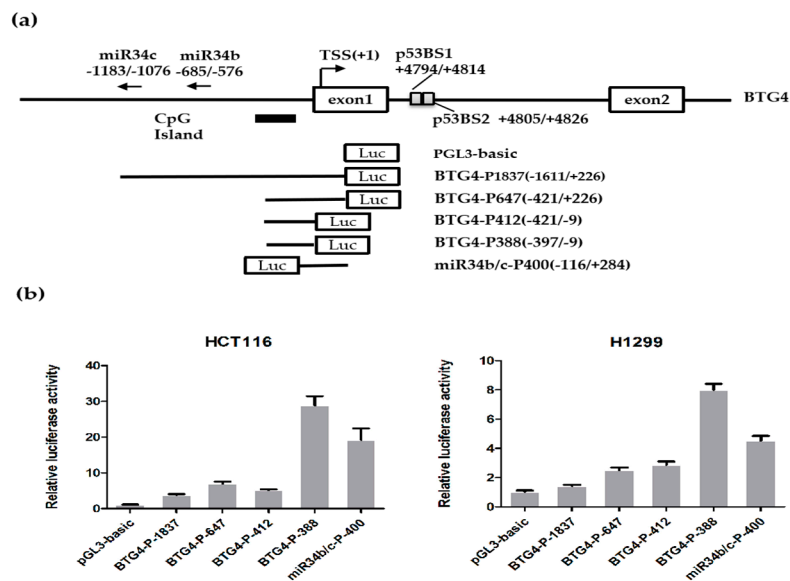 (a)
miR34c
-1183/-1076
miR34b
-685/-576
TSS(+1)
p53BS1
+4794/+4814
exon1
exon2
BTG4
p53BS2 +4805/+4826
CpG
Island
Luc PGL3-basic
Luc BTG4-P1837(-1611/+226)
Luc BTG4-P647(-421/+226)
Luc BTG4-P412(-421/-9)
Luc BTG4-P388(-397/-9)
Luc miR34b/c-P400(-116/+284)
(b)
HCT116
Relative luciferase activity
40
30
20
10
0
pGL3-basic
BTG4-P-1837
BTG4-P-647
BTG4-P-412
BTG4-P-388
miR34b/c-P-400
H1299
Relative luciferase activity
10
8
6
4
2
0
pGL3-basic
BTG4-P-1837
BTG4-P-647
BTG4-P-412
BTG4-P-388
miR34b/c-P-400